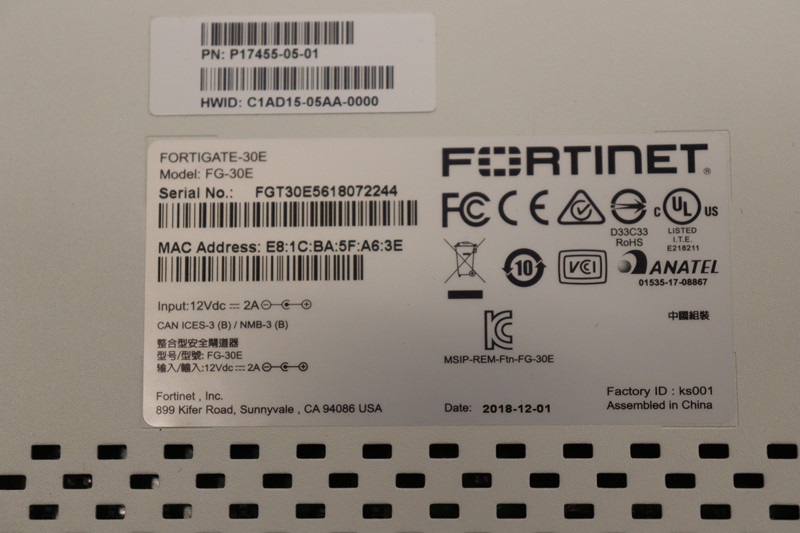 PN: P17455-05-01
HWID: C1AD15-05AA-0000
FORTIGATE-30E
Model: FG-30E
Serial No.: FGT30E5618072244
MAC Address: E8:1C:BA:5F:A6:3E
Input:12Vdc ⎓ 2A
CAN ICES-3 (B) / NMB-3 (B)
整合型安全閘道器
型号/型號: FG-30E
输入/輸入:12Vdc ⎓ 2A
Fortinet , Inc.
899 Kifer Road, Sunnyvale , CA 94086 USA
FORTINET®
FC CE c UL US
D33C33
RoHS
LISTED
I.T.E.
E218211
10 VCI ANATEL
01535-17-08867
中國組裝
MSIP-REM-Ftn-FG-30E
Date: 2018-12-01
Factory ID : ks001
Assembled in China